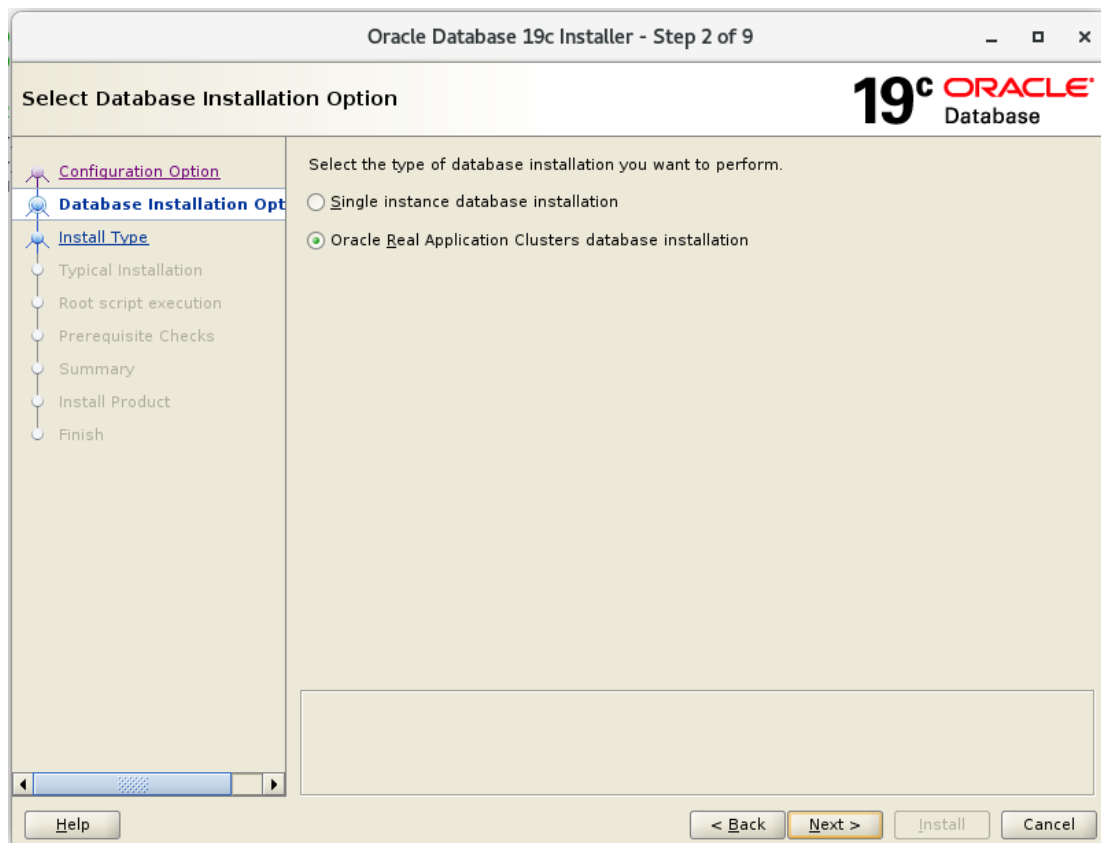 Oracle Database 19c Installer - Step 2 of 9
Select Database Installation Option
19c ORACLE
Database
Configuration Option
Database Installation Opt
Install Type
Typical Installation
Root script execution
Prerequisite Checks
Summary
Install Product
Finish
Select the type of database installation you want to perform.
Single instance database installation
Oracle Real Application Clusters database installation
Help
< Back
Next >
Install
Cancel